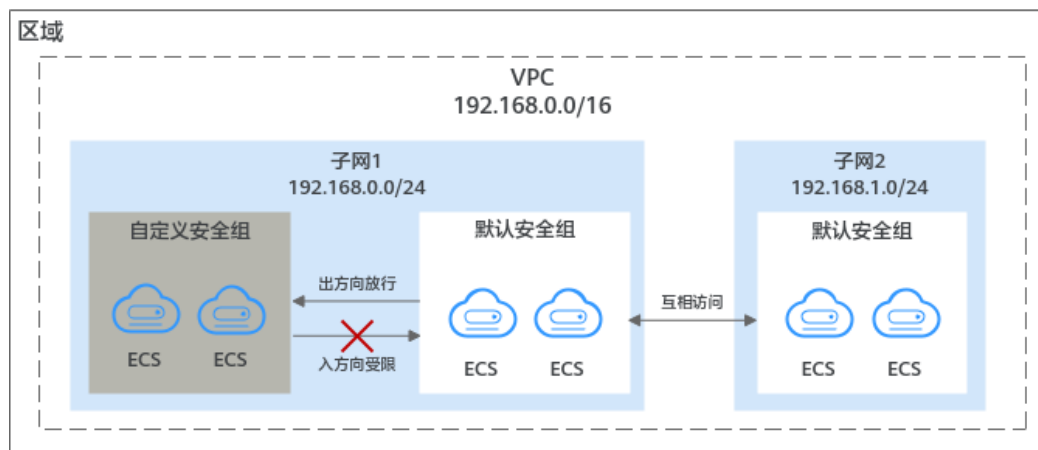 区域
VPC
192.168.0.0/16
子网1
192.168.0.0/24
子网2
192.168.1.0/24
自定义安全组
默认安全组
默认安全组
出方向放行
入方向受限
互相访问
ECS
ECS
ECS
ECS
ECS
ECS